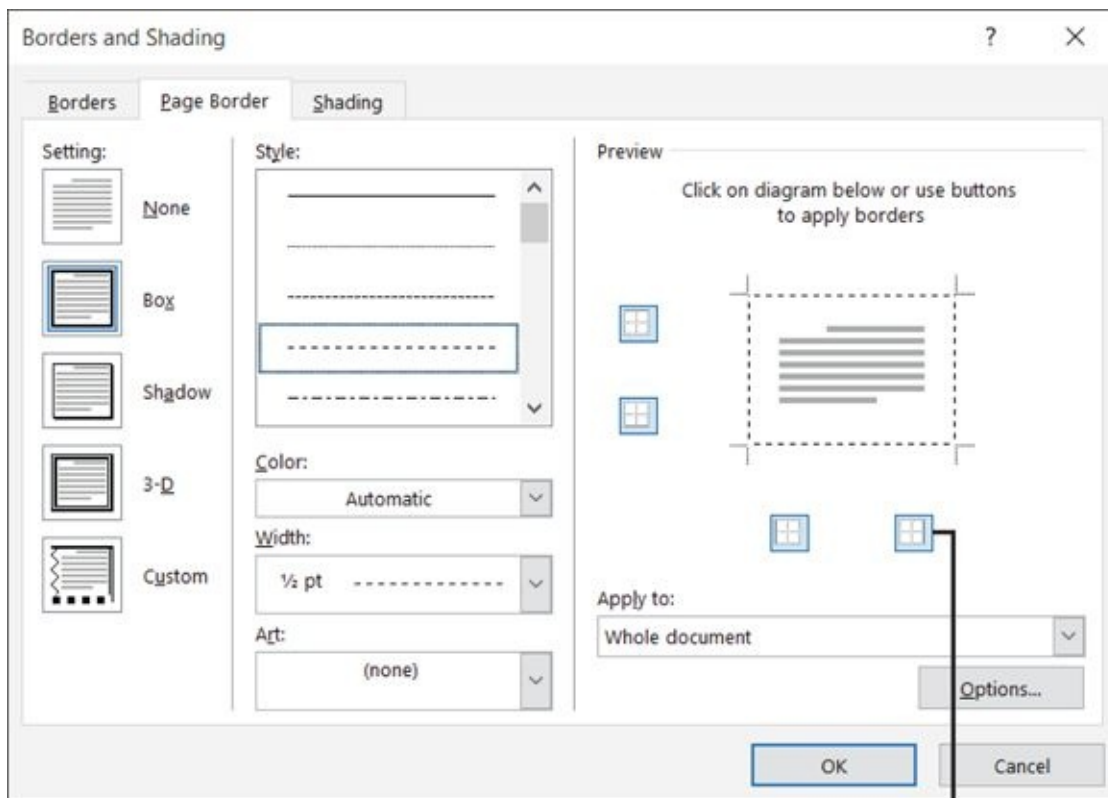 Borders and Shading
?
Borders
Page Border
Shading
Setting:
None
Box
Shadow
3-D
Custom
Style:
Color:
Automatic
Width:
½ pt
Art:
(none)
Preview
Click on diagram below or use buttons
to apply borders
Apply to:
Whole document
Options...
OK
Cancel